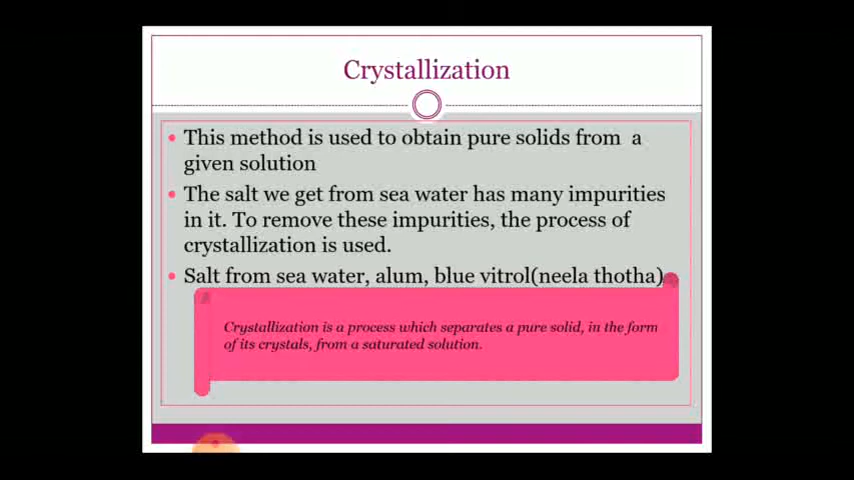 Crystallization
This method is used to obtain pure solids from a
given solution
The salt we get from sea water has many impurities
in it. To remove these impurities, the process of
crystallization is used.
Salt from sea water, alum, blue vitrol(neela thotha)
Crystallization is a process which separates a pure solid, in the form
of its crystals, from a saturated solution.